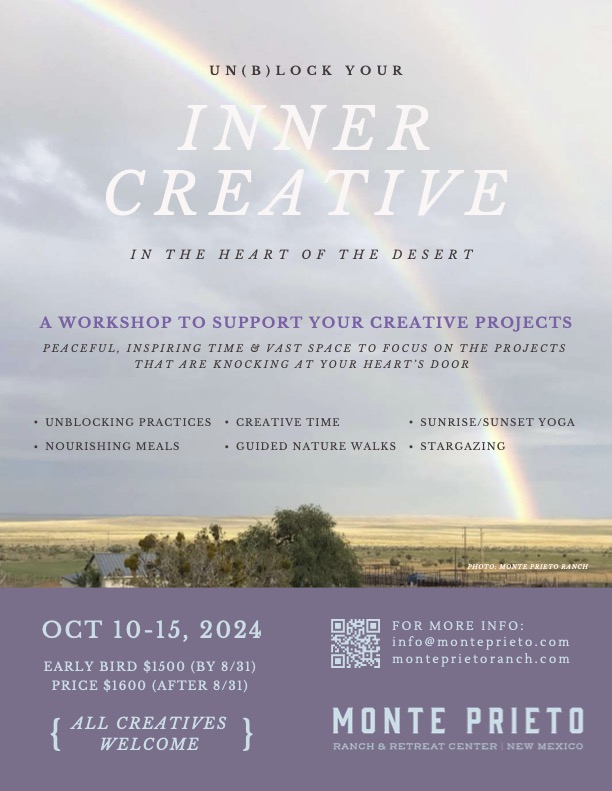 UN(B)LOCK YOUR
INNER
CREATIVE
IN THE HEART OF THE DESERT
A WORKSHOP TO SUPPORT YOUR CREATIVE PROJECTS
PEACEFUL, INSPIRING TIME & VAST SPACE TO FOCUS ON THE PROJECTS
THAT ARE KNOCKING AT YOUR HEART'S DOOR
• UNBLOCKING PRACTICES • CREATIVE TIME • SUNRISE/SUNSET YOGA
• NOURISHING MEALS • GUIDED NATURE WALKS • STARGAZING
PHOTO: MONTE PRIETO RANCH
OCT 10-15, 2024
EARLY BIRD $1500 (BY 8/31)
PRICE $1600 (AFTER 8/31)
{ ALL CREATIVES
WELCOME }
FOR MORE INFO:
info@monteprieto.com
monteprietoranch.com
MONTE PRIETO
RANCH & RETREAT CENTER | NEW MEXICO